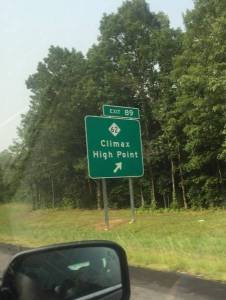 EXIT 89
62
Climax
High Point